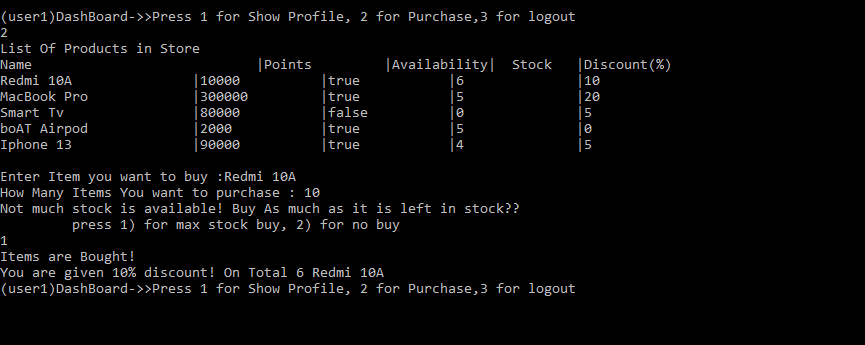 (user1)DashBoard->>Press 1 for Show Profile, 2 for Purchase,3 for logout
2
List Of Products in Store
Name                            |Points         |Availability|  Stock   |Discount(%)
Redmi 10A               |10000          |true           |6              |10
MacBook Pro             |300000         |true           |5              |20
Smart Tv                |80000          |false          |0              |5
boAT Airpod             |2000           |true           |5              |0
Iphone 13               |90000          |true           |4              |5
Enter Item you want to buy :Redmi 10A
How Many Items You want to purchase : 10
Not much stock is available! Buy As much as it is left in stock??
         press 1) for max stock buy, 2) for no buy
1
Items are Bought!
You are given 10% discount! On Total 6 Redmi 10A
(user1)DashBoard->>Press 1 for Show Profile, 2 for Purchase,3 for logout